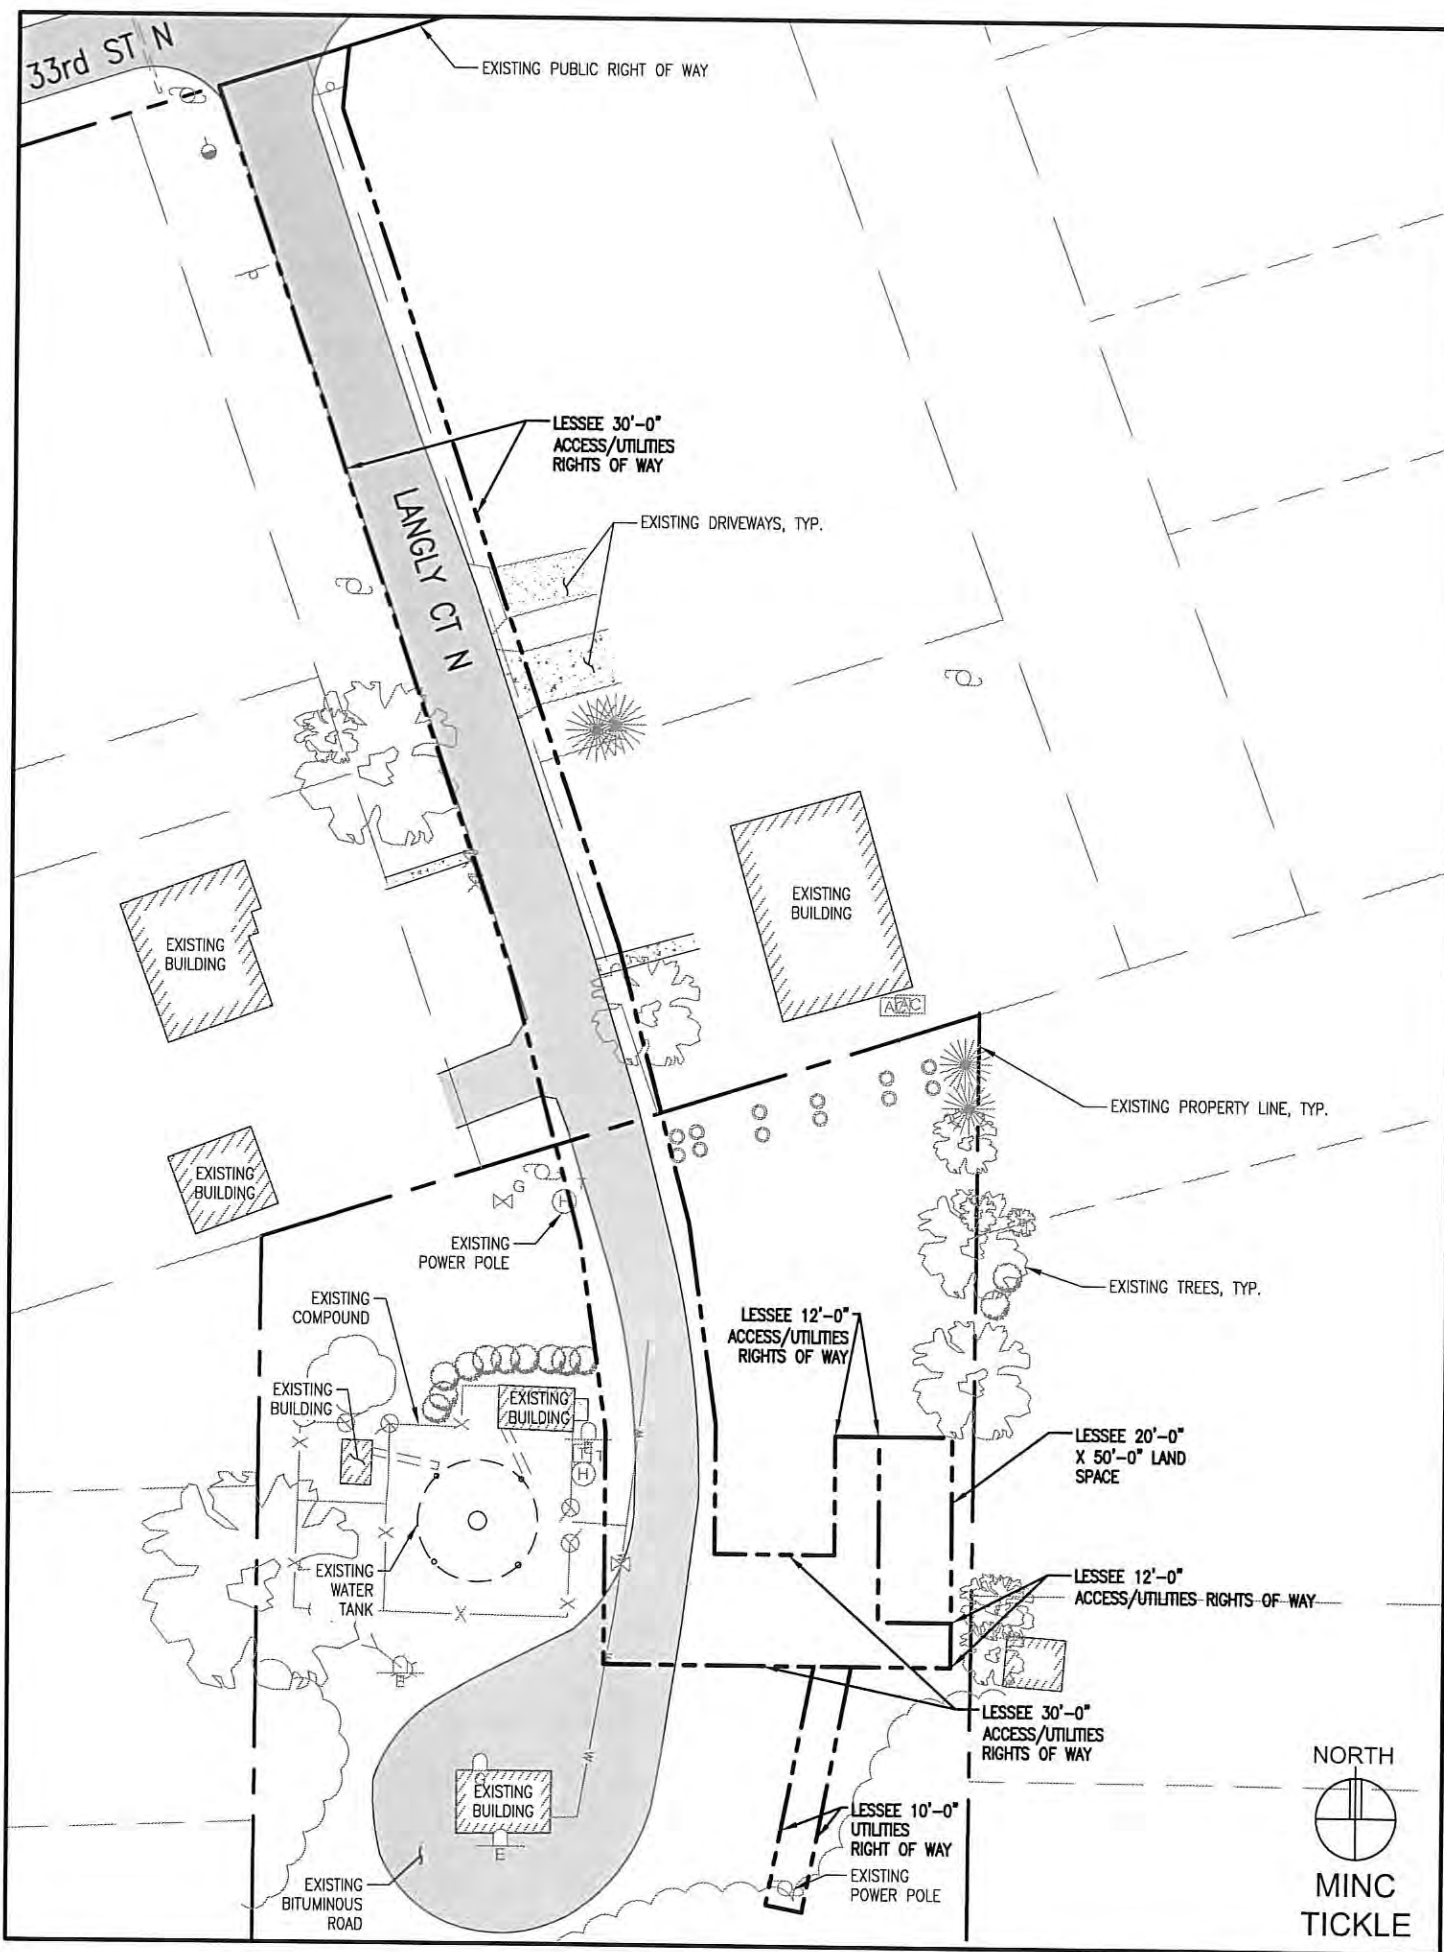 33rd ST N
EXISTING PUBLIC RIGHT OF WAY
LESSEE 30'-0"
ACCESS/UTILITIES
RIGHTS OF WAY
LANGLY CT N
EXISTING DRIVEWAYS, TYP.
EXISTING
BUILDING
EXISTING
BUILDING
EXISTING PROPERTY LINE, TYP.
EXISTING
BUILDING
G
T
H
EXISTING
POWER POLE
EXISTING TREES, TYP.
EXISTING
COMPOUND
LESSEE 12'-0"
ACCESS/UTILITIES
RIGHTS OF WAY
EXISTING
BUILDING
EXISTING
BUILDING
LESSEE 20'-0"
X 50'-0" LAND
SPACE
H
W
EXISTING
WATER
TANK
LESSEE 12'-0"
ACCESS/UTILITIES RIGHTS OF WAY
E
LESSEE 30'-0"
ACCESS/UTILITIES
RIGHTS OF WAY
W
G
EXISTING
BUILDING
E
LESSEE 10'-0"
UTILITIES
RIGHT OF WAY
EXISTING
POWER POLE
EXISTING
BITUMINOUS
ROAD
NORTH
MINC
TICKLE